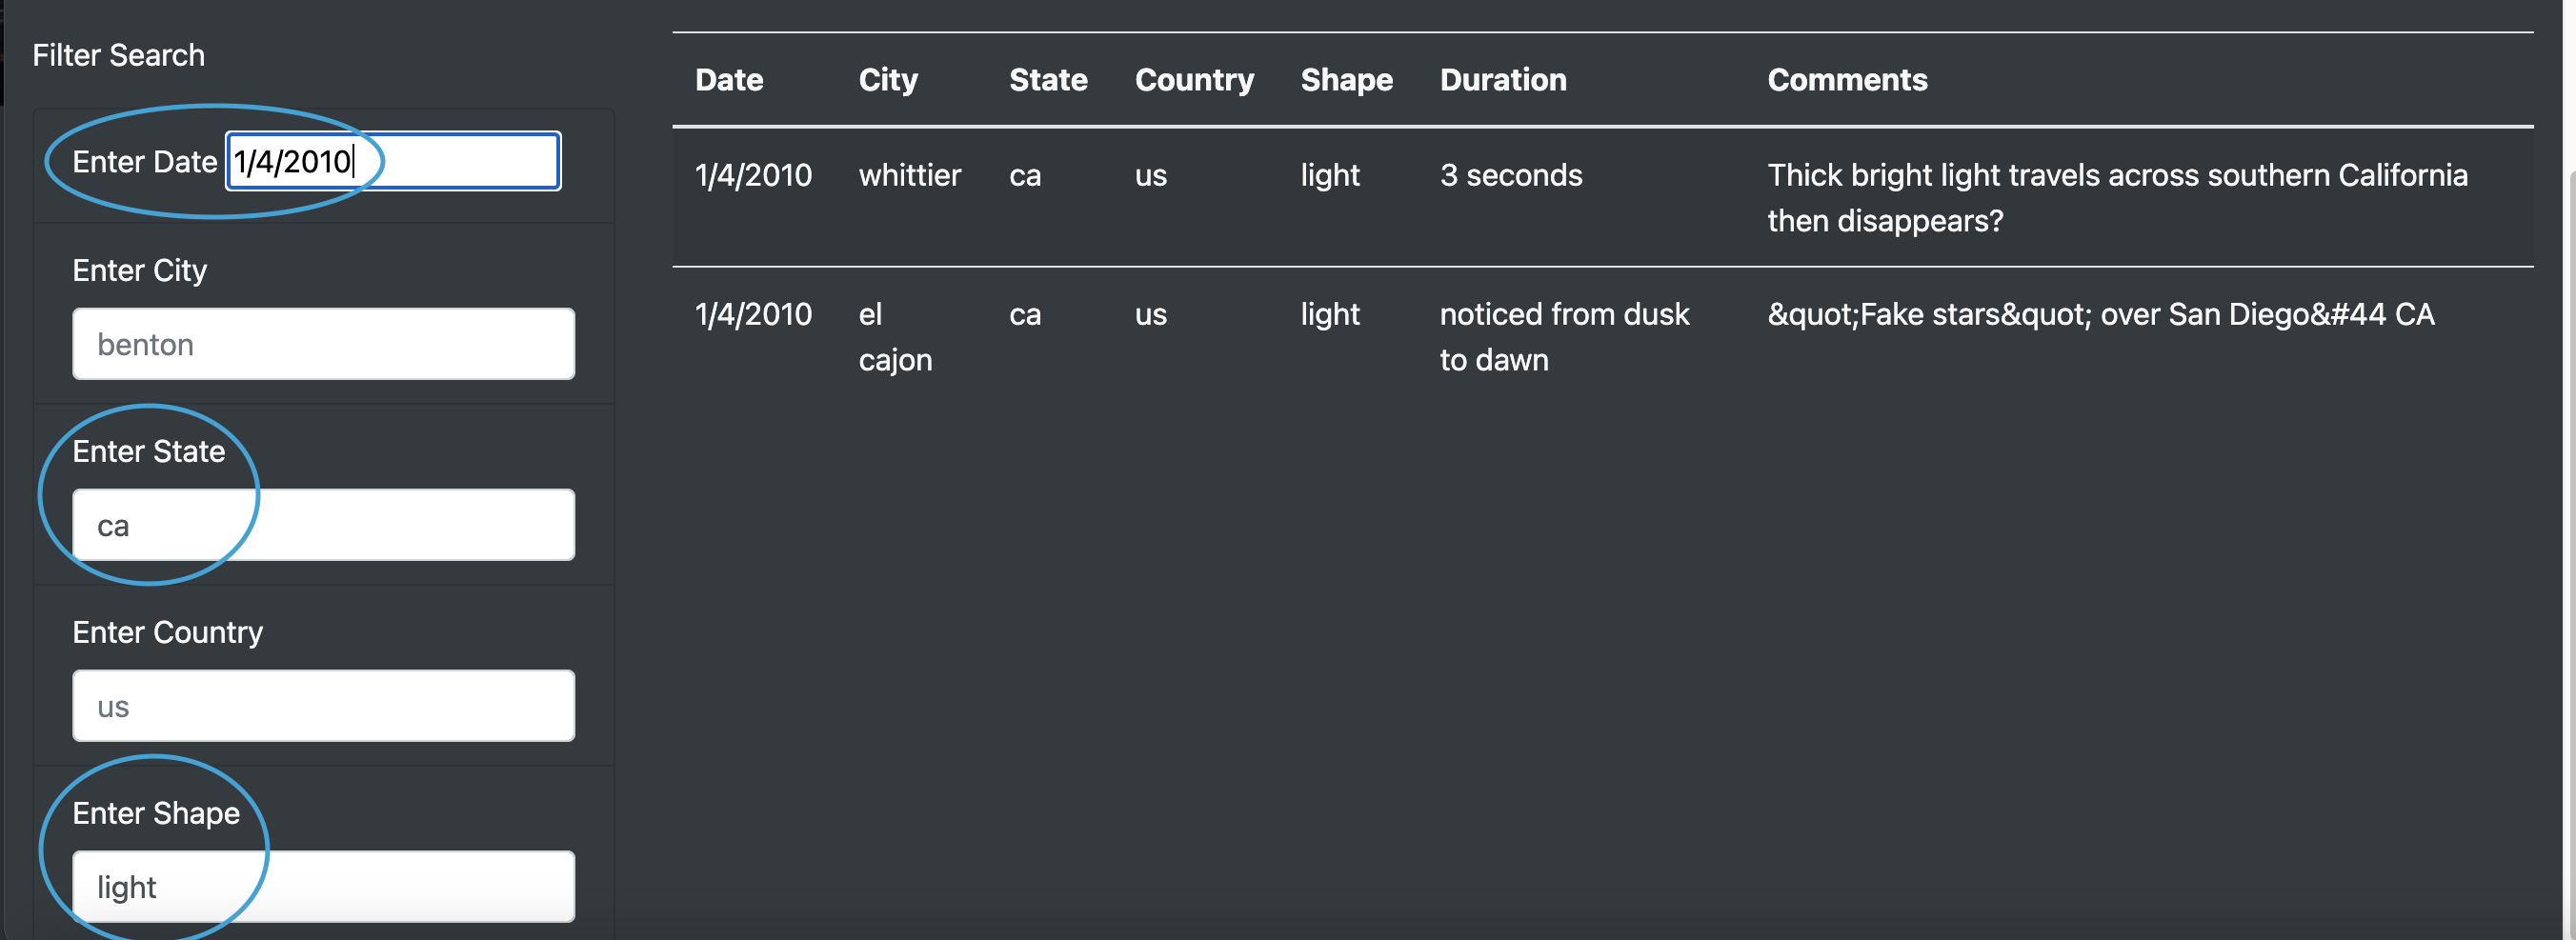 Filter Search
Enter Date 1/4/2010
Enter City
benton
Enter State
ca
Enter Country
us
Enter Shape
light
Date City State Country Shape Duration Comments
1/4/2010 whittier ca us light 3 seconds Thick bright light travels across southern California
then disappears?
1/4/2010 el ca us light noticed from dusk &quot;Fake stars&quot; over San Diego&#44 CA
cajon to dawn